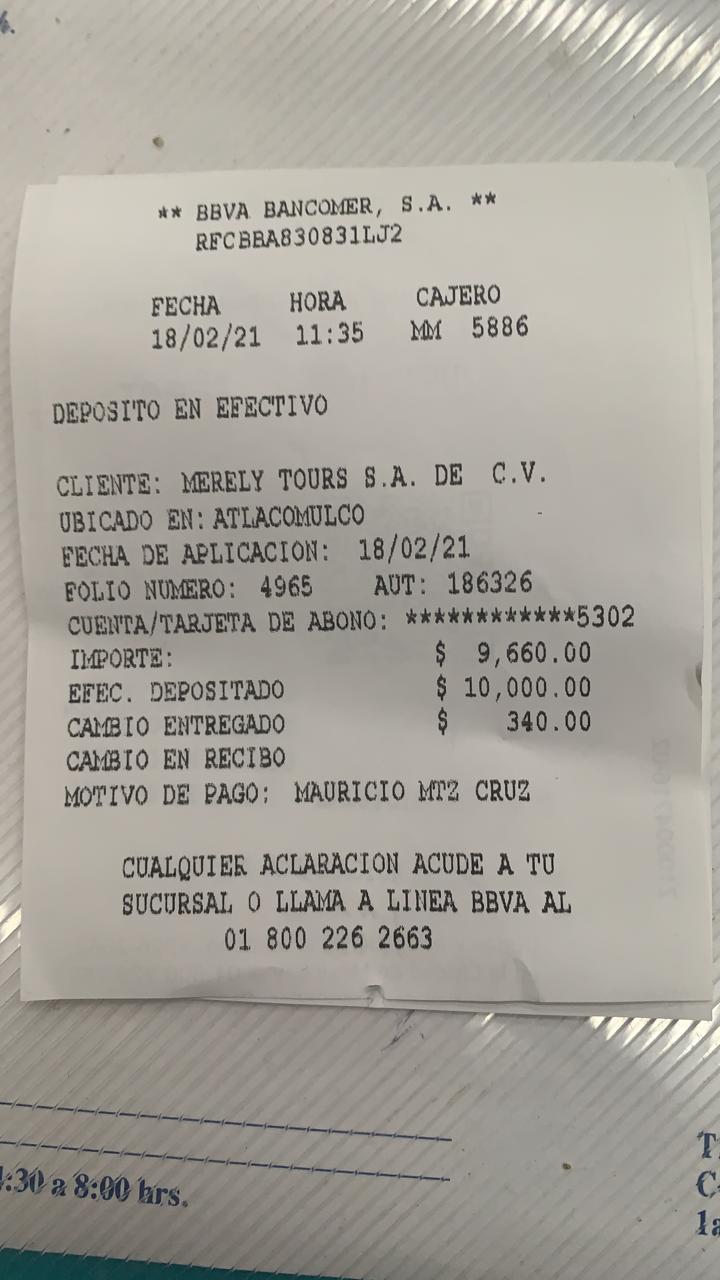 ** BBVA BANCOMER, S.A. **
RFCBBA830831LJ2
FECHA HORA CAJERO
18/02/21 11:35 MM 5886
DEPOSITO EN EFECTIVO
CLIENTE: MERELY TOURS S.A. DE C.V.
UBICADO EN: ATLACOMULCO
FECHA DE APLICACION: 18/02/21
FOLIO NUMERO: 4965 AUT: 186326
CUENTA/TARJETA DE ABONO: ************5302
IMPORTE: $ 9,660.00
EFEC. DEPOSITADO $ 10,000.00
CAMBIO ENTREGADO $ 340.00
CAMBIO EN RECIBO
MOTIVO DE PAGO: MAURICIO MTZ CRUZ
CUALQUIER ACLARACION ACUDE A TU
SUCURSAL O LLAMA A LINEA BBVA AL
01 800 226 2663
:30 a 8:00 hrs.